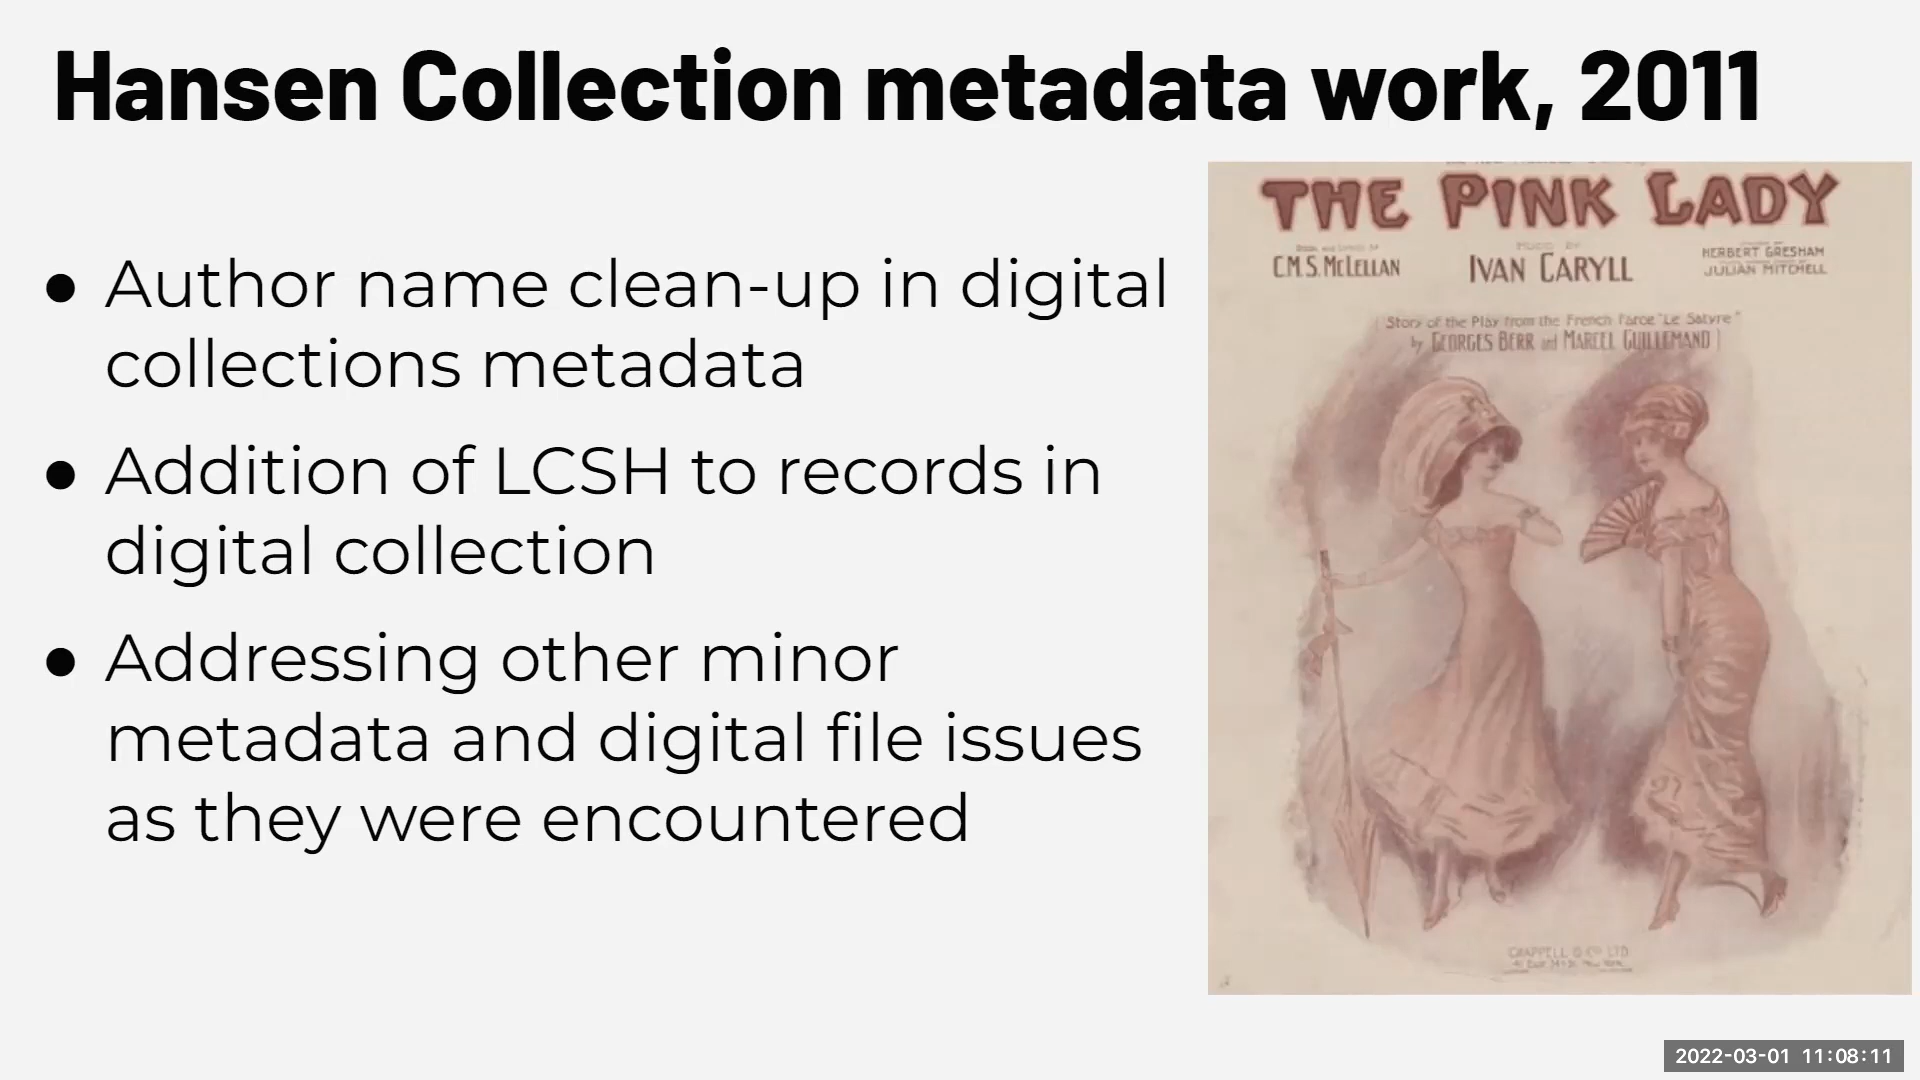 Hansen Collection metadata work, 2011
● Author name clean-up in digital
collections metadata
● Addition of LCSH to records in
digital collection
● Addressing other minor
metadata and digital file issues
as they were encountered
THE PINK LADY
C.M.S. McLELLAN
MUSIC BY
IVAN CARYLL
HERBERT GRESHAM
JULIAN MITCHELL
Story of the Play from the French Farce "Le Satyre"
by GEORGES BERR and MARCEL GUILLEMAND
CHAPPELL & CO. LTD.
2022-03-01 11:08:11